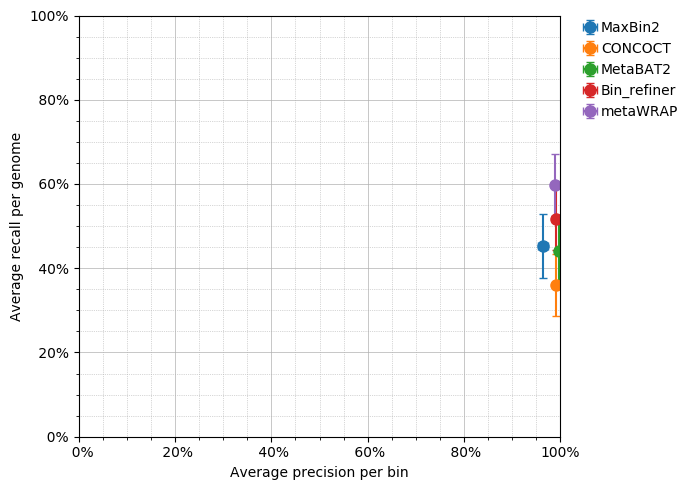 100%
80%
60%
40%
20%
0%
0%
20%
40%
60%
80%
100%
Average recall per genome
Average precision per bin
MaxBin2
CONCOCT
MetaBAT2
Bin_refiner
metaWRAP